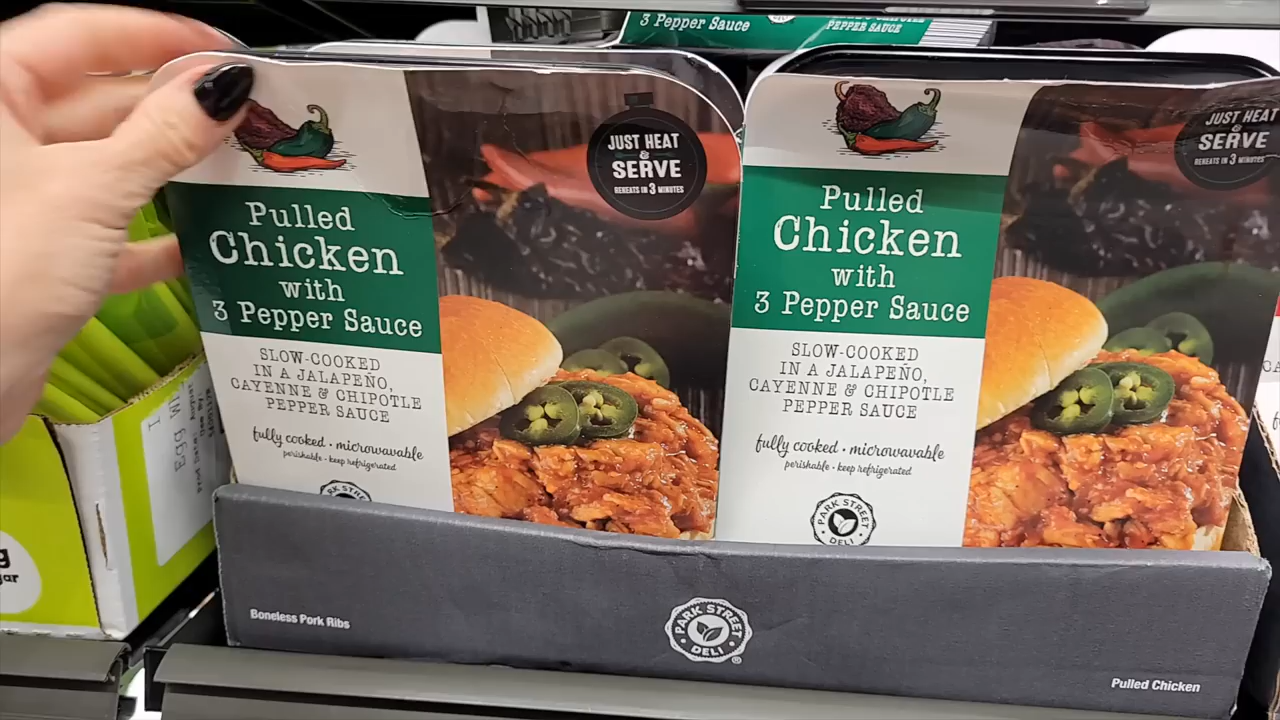 3 Pepper Sauce
PEPPER SAUCE
JUST HEAT
&
SERVE
REHEATS IN 3 MINUTES
Pulled
Chicken
with
3 Pepper Sauce
SLOW-COOKED
IN A JALAPEÑO,
CAYENNE & CHIPOTLE
PEPPER SAUCE
fully cooked • microwavable
perishable • keep refrigerated
PARK STRE
JUST HEAT
&
SERVE
REHEATS IN 3 MINUTES
Pulled
Chicken
with
3 Pepper Sauce
SLOW-COOKED
IN A JALAPEÑO,
CAYENNE & CHIPOTLE
PEPPER SAUCE
fully cooked • microwavable
perishable • keep refrigerated
PARK STREET
DELI
Boneless Pork Ribs
PARK STREET
DELI
®
Pulled Chicken